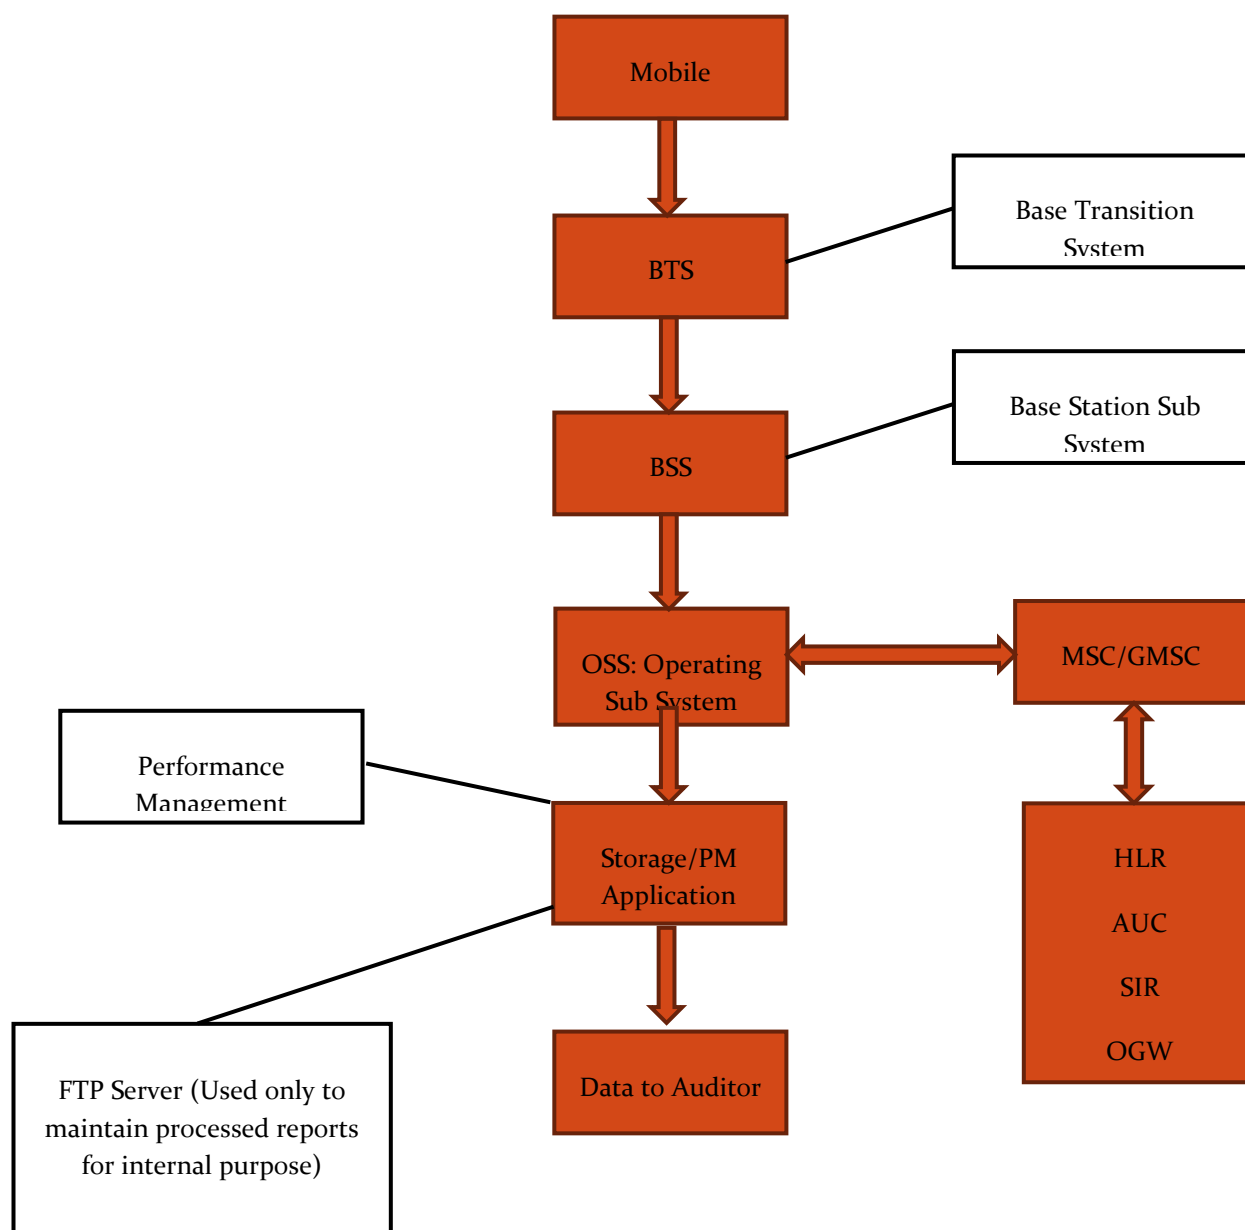 Mobile
BTS
Base Transition
System
BSS
Base Station Sub
System
OSS: Operating
Sub System
MSC/GMSC
Performance
Management
Storage/PM
Application
HLR
AUC
SIR
OGW
FTP Server (Used only to
maintain processed reports
for internal purpose)
Data to Auditor